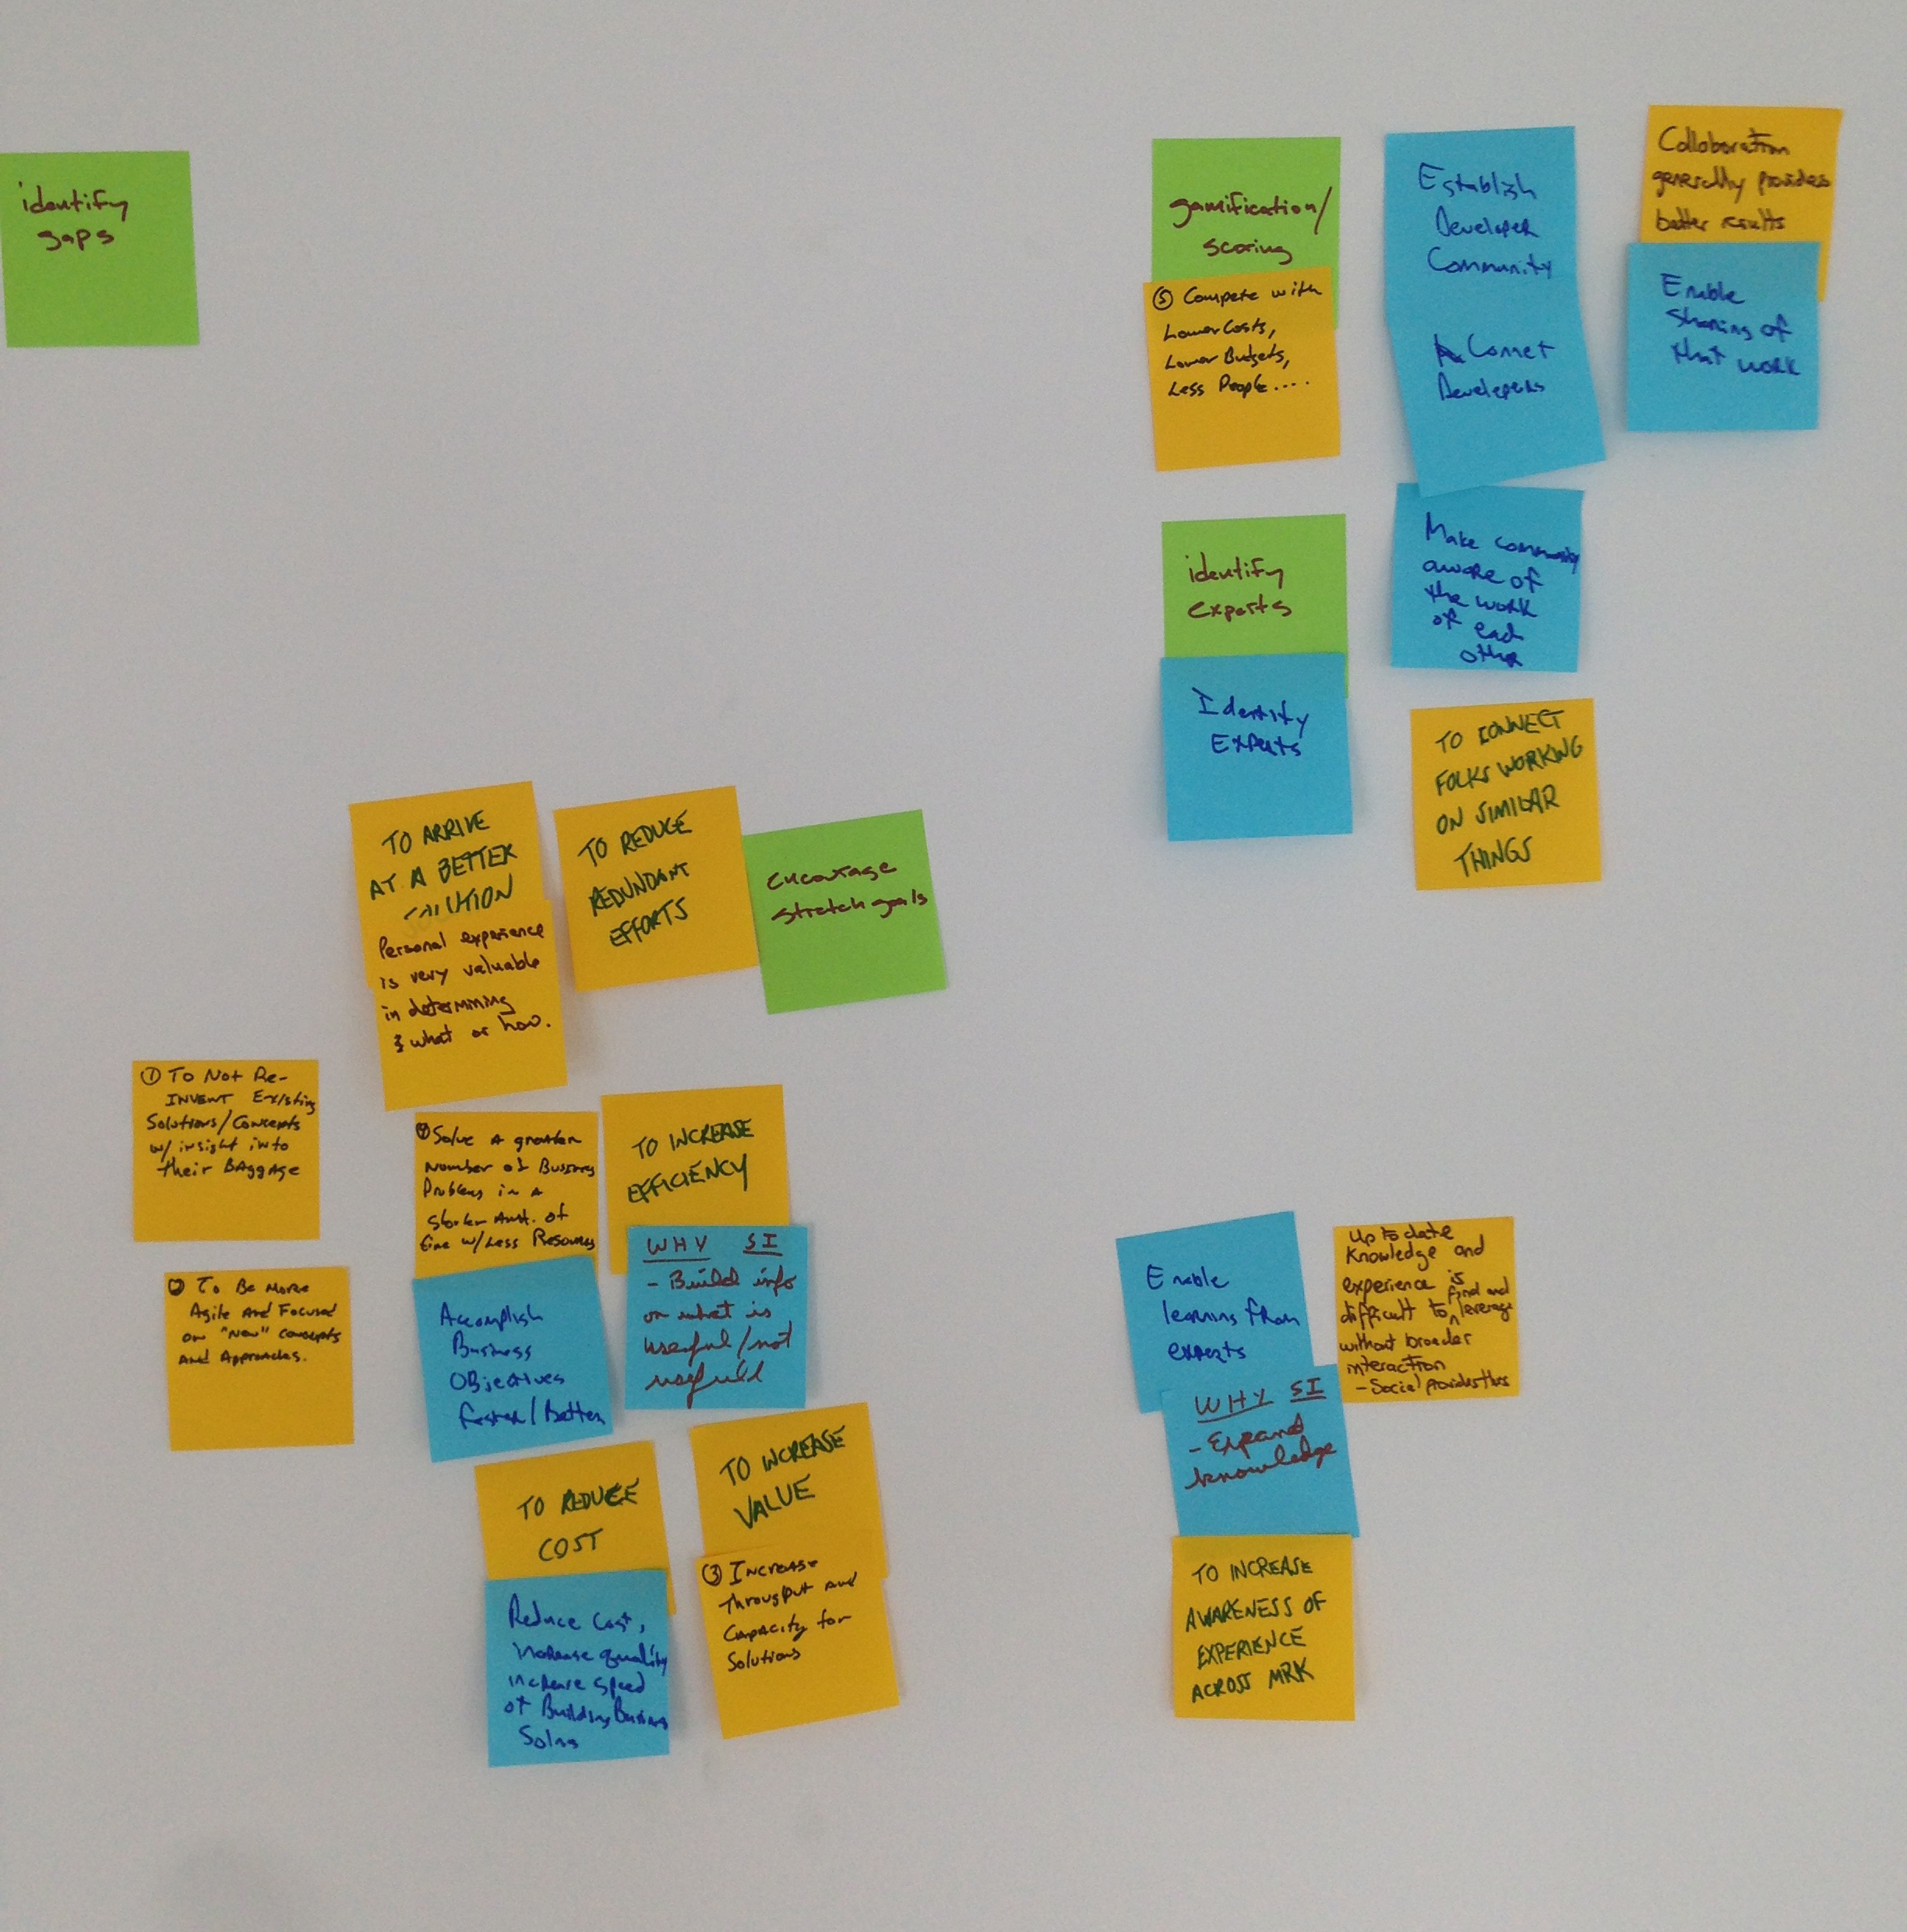 identify
gaps
gamification/
scoring
⑤ Compete with
Lower Costs,
Lower Budgets,
Less People....
Establish
Developer
Community
Connect
Developers
Collaboration
generally provides
better results
Enable
sharing of
that work
identify
experts
Identify
Experts
Make community
aware of
the work
of each
other
TO CONNECT
FOLKS WORKING
ON SIMILAR
THINGS
TO ARRIVE
AT A BETTER
SOLUTION
Personal experience
is very valuable
in determining
what or how.
TO REDUCE
REDUNDANT
EFFORTS
encourage
stretch goals
① To Not Re-
INVENT Existing
Solutions/Concepts
w/ insight into
their Baggage
② To Be More
Agile And Focused
on "New" concepts
And Approaches.
④ Solve A greater
Number of Business
Problems in A
Shorter Amt. of
time w/Less Resources
TO INCREASE
EFFICIENCY
Accomplish
Business
Objectives
faster/Better
WHY SI
- Build info
on what is
useful/not
usefull
TO REDUCE
COST
Reduce Cost,
increase quality
increase speed
of Building Business
Solns
TO INCREASE
VALUE
③ Increase
Throughput and
Capacity for
Solutions
Enable
learning from
experts
WHY SI
- Expand
knowledge
Up to date
Knowledge and
experience is
difficult to find and leverage
without broader
interaction
- Social provides this
TO INCREASE
AWARENESS OF
EXPERIENCE
ACROSS MRK